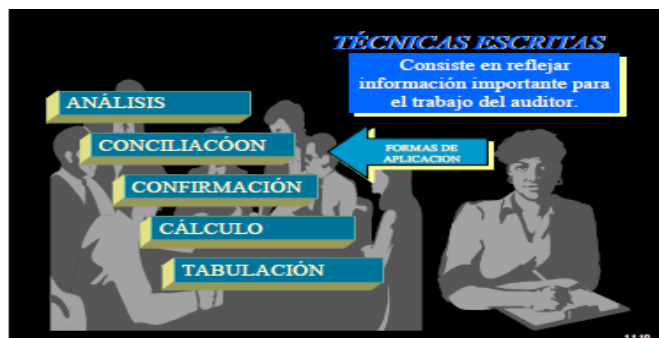 TÉCNICAS ESCRITAS
Consiste en reflejar
información importante para
el trabajo del auditor.
ANÁLISIS
CONCILIACÓON
CONFIRMACIÓN
CÁLCULO
TABULACIÓN
FORMAS DE
APLICACION